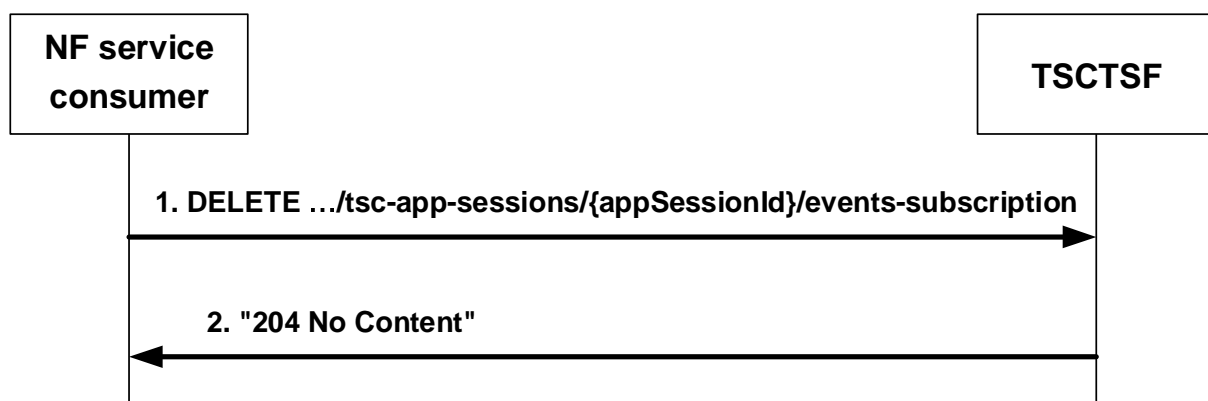 NF service
consumer
TSCTSF
1. DELETE …/tsc-app-sessions/{appSessionId}/events-subscription
2. "204 No Content"